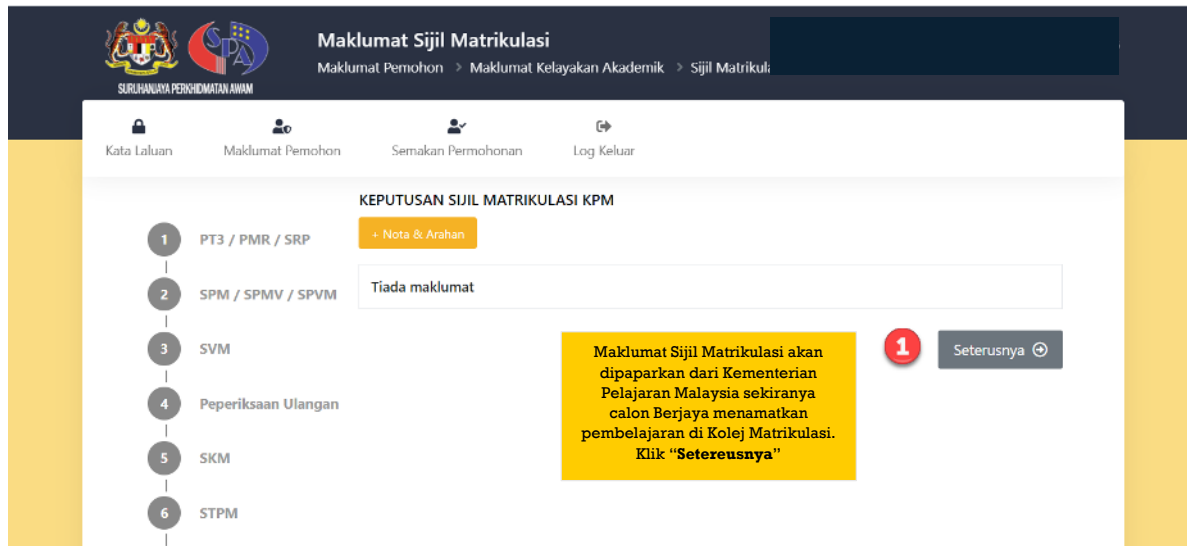 SPA
SURUHANJAYA PERKHIDMATAN AWAM
Maklumat Sijil Matrikulasi
Maklumat Pemohon > Maklumat Kelayakan Akademik > Sijil
Kata Laluan
Maklumat Pemohon
Semakan Permohonan
Log Keluar
KEPUTUSAN SIJIL MATRIKULASI KPM
+ Nota & Arahan
1 PT3 / PMR / SRP
2 SPM / SPMV / SPVM
3 SVM
4 Peperiksaan Ulangan
5 SKM
6 STPM
Tiada maklumat
Maklumat Sijil Matrikulasi akan
dipaparkan dari Kementerian
Pelajaran Malaysia sekiranya
calon Berjaya menamatkan
pembelajaran di Kolej Matrikulasi.
Klik “Setereusnya”
1
Seterusnya